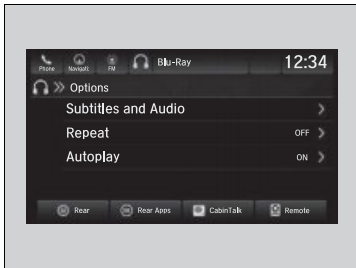 Phone Navigati FM Blu-Ray 12:34
Options
Subtitles and Audio
Repeat OFF
Autoplay ON
Rear Rear Apps CabinTalk Remote